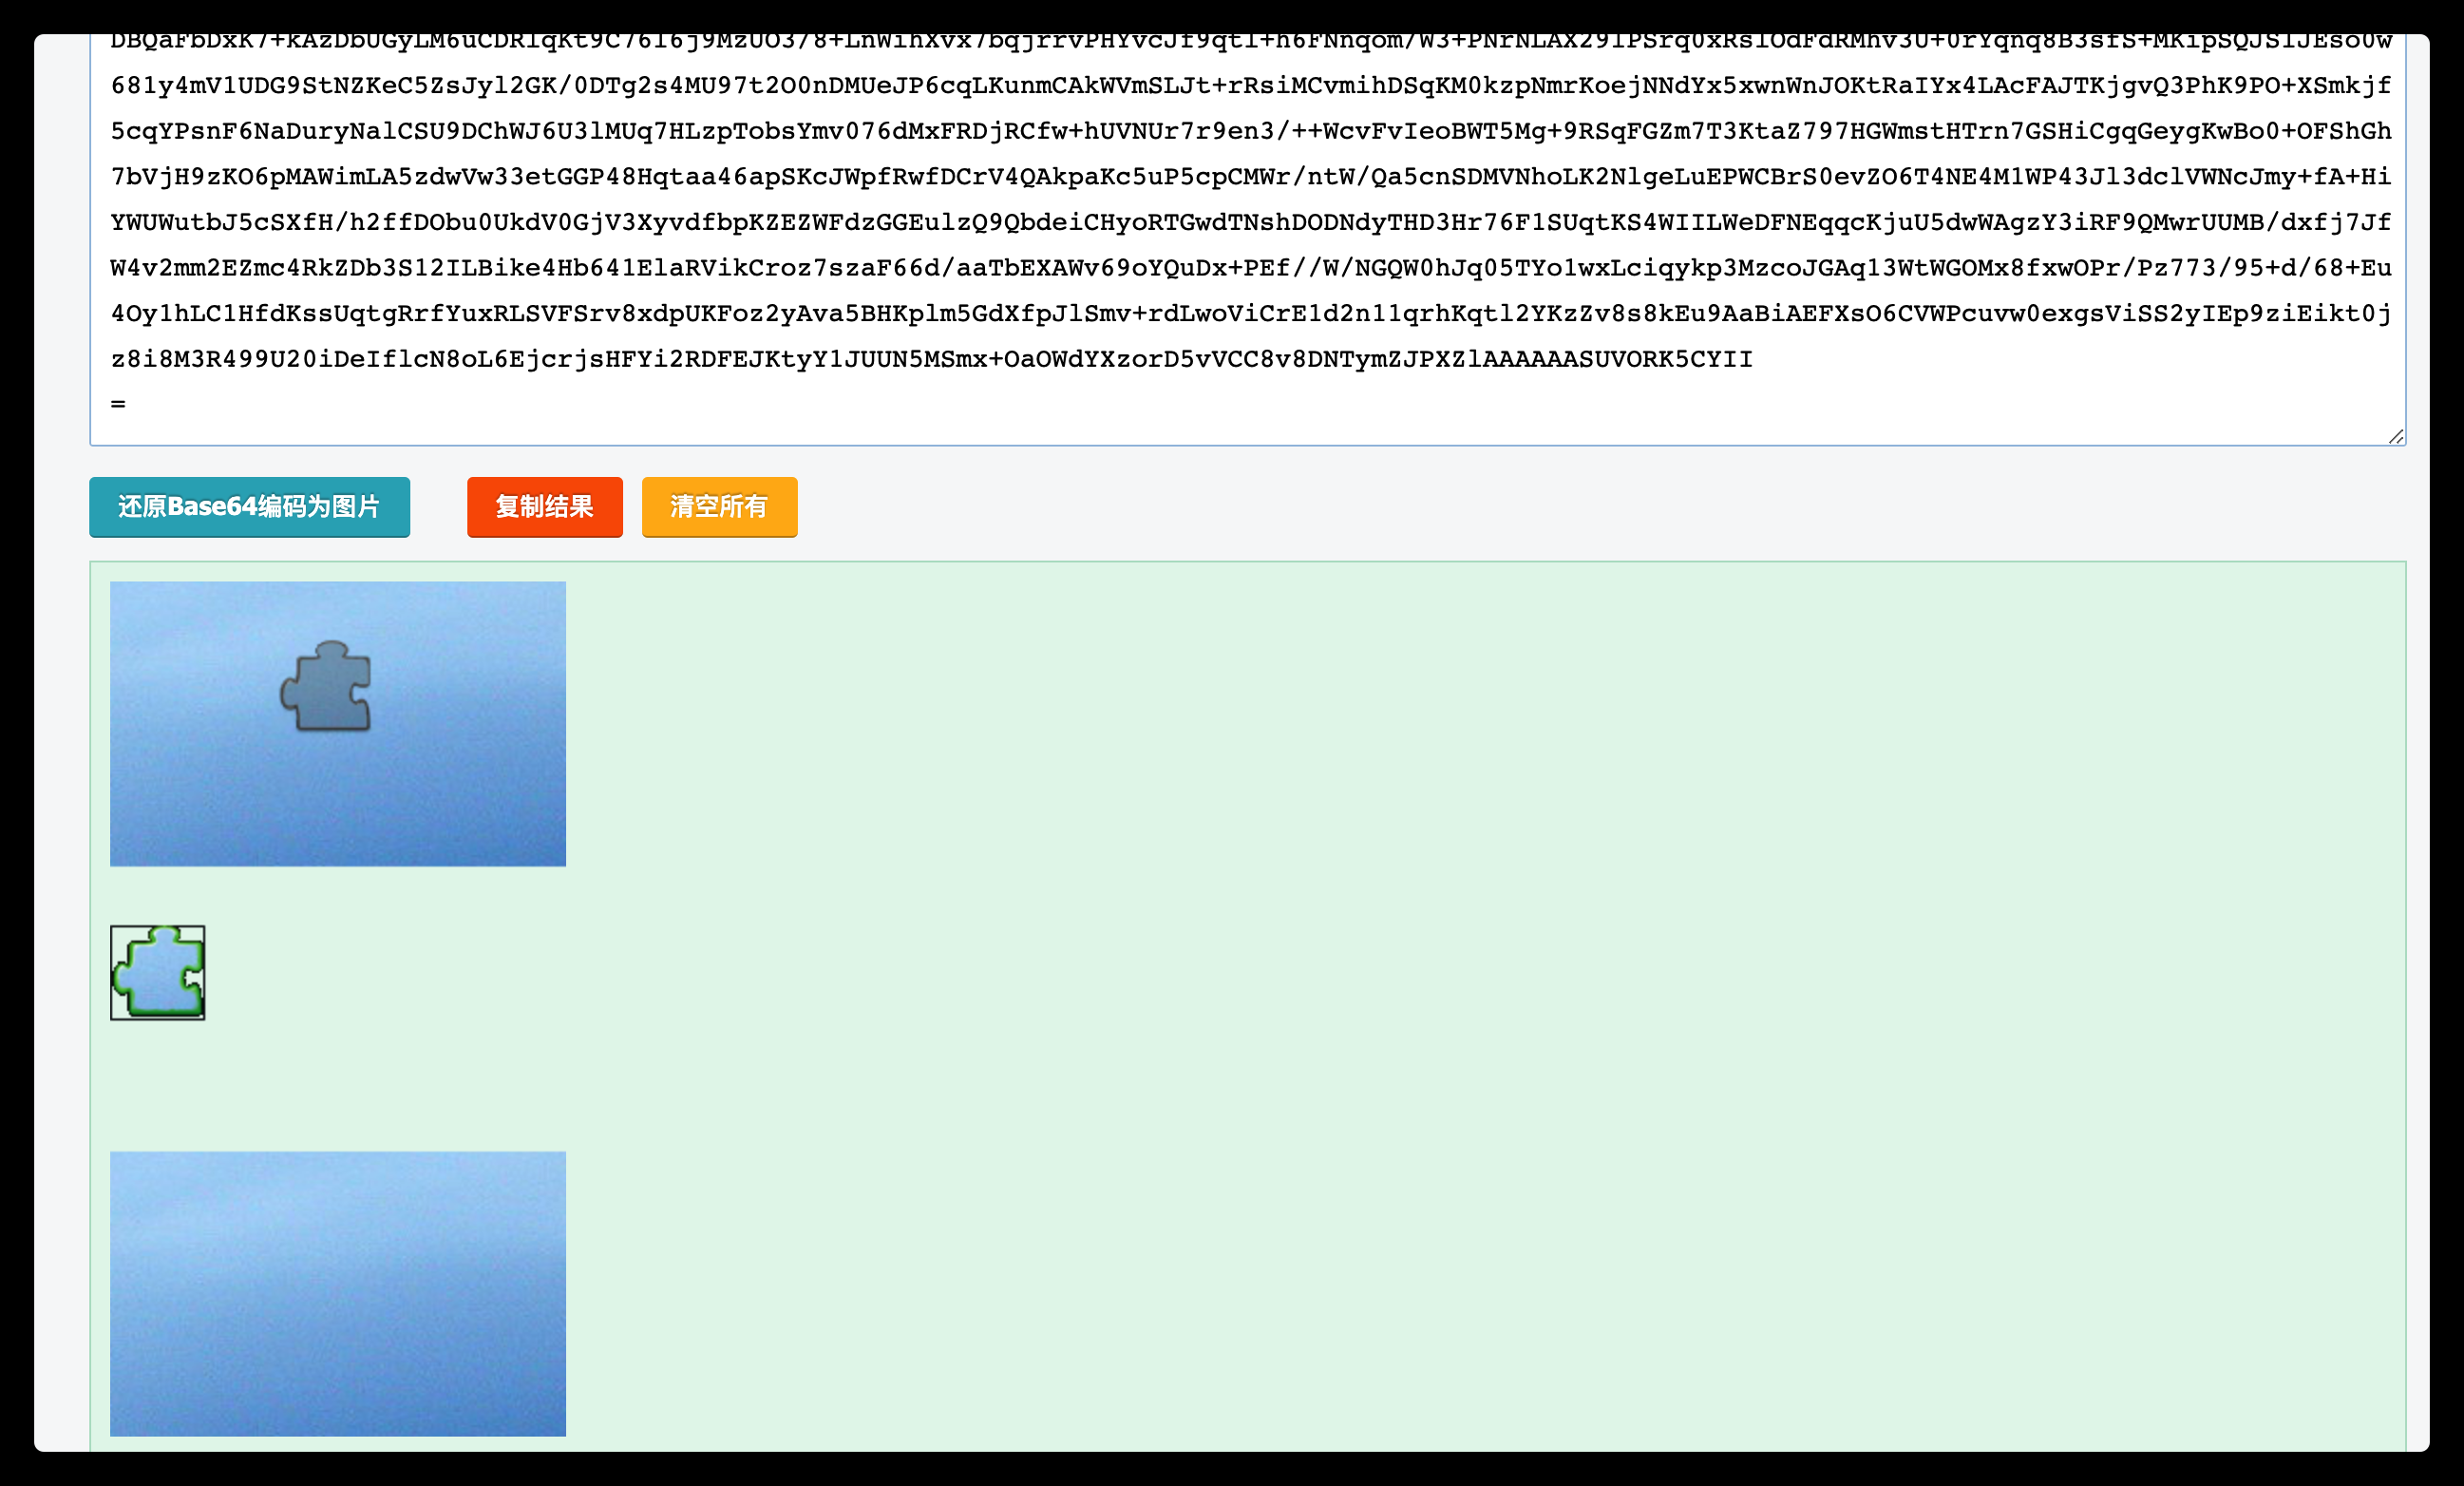 681y4mV1UDG9StNZKeC5ZsJyl2GK/0DTg2s4MU97t2O0nDMUeJP6cqLKunmCAkWVmSLJt+rRsiMCvmihDSqKM0kzpNmrKoejNNdYx5xwnWnJOKtRaIYx4LAcFAJTKjgvQ3PhK9PO+XSmkjf
5cqYPsnF6NaDuryNalCSU9DChWJ6U3lMUq7HLzpTobsYmv076dMxFRDjRCfw+hUVNUr7r9en3/++WcvFvIeoBWT5Mg+9RSqFGZm7T3KtaZ797HGWmstHTrn7GSHiCgqGeygKwBo0+OFShGh
7bVjH9zKO6pMAWimLA5zdwVw33etGGP48Hqtaa46apSKcJWpfRwfDCrV4QAkpaKc5uP5cpCMWr/ntW/Qa5cnSDMVNhoLK2NlgeLuEPWCBrS0evZO6T4NE4M1WP43Jl3dclVWNcJmy+fA+Hi
YWUWutbJ5cSXfH/h2ffDObu0UkdV0GjV3XyvdfbpKZEZWFdzGGEulzQ9QbdeiCHyoRTGwdTNshDODNdyTHD3Hr76F1SUqtKS4WIILWeDFNEqqcKjuU5dwWAgzY3iRF9QMwrUUMB/dxfj7Jf
W4v2mm2EZmc4RkZDb3S12ILBike4Hb641ElaRVikCroz7szaF66d/aaTbEXAWv69oYQuDx+PEf//W/NGQW0hJq05TYo1wxLciqykp3MzcoJGAq13WtWGOMx8fxwOPr/Pz773/95+d/68+Eu
4Oy1hLC1HfdKssUqtgRrfYuxRLSVFSrv8xdpUKFoz2yAva5BHKplm5GdXfpJlSmv+rdLwoViCrE1d2n11qrhKqtl2YKzZv8s8kEu9AaBiAEFXsO6CVWPcuvw0exgsViSS2yIEp9ziEikt0j
z8i8M3R499U20iDeIflcN8oL6EjcrjsHFYi2RDFEJKtyY1JUUN5MSmx+OaOWdYXzorD5vVCC8v8DNTymZJPXZlAAAAAASUVORK5CYII
=
还原Base64编码为图片 复制结果 清空所有